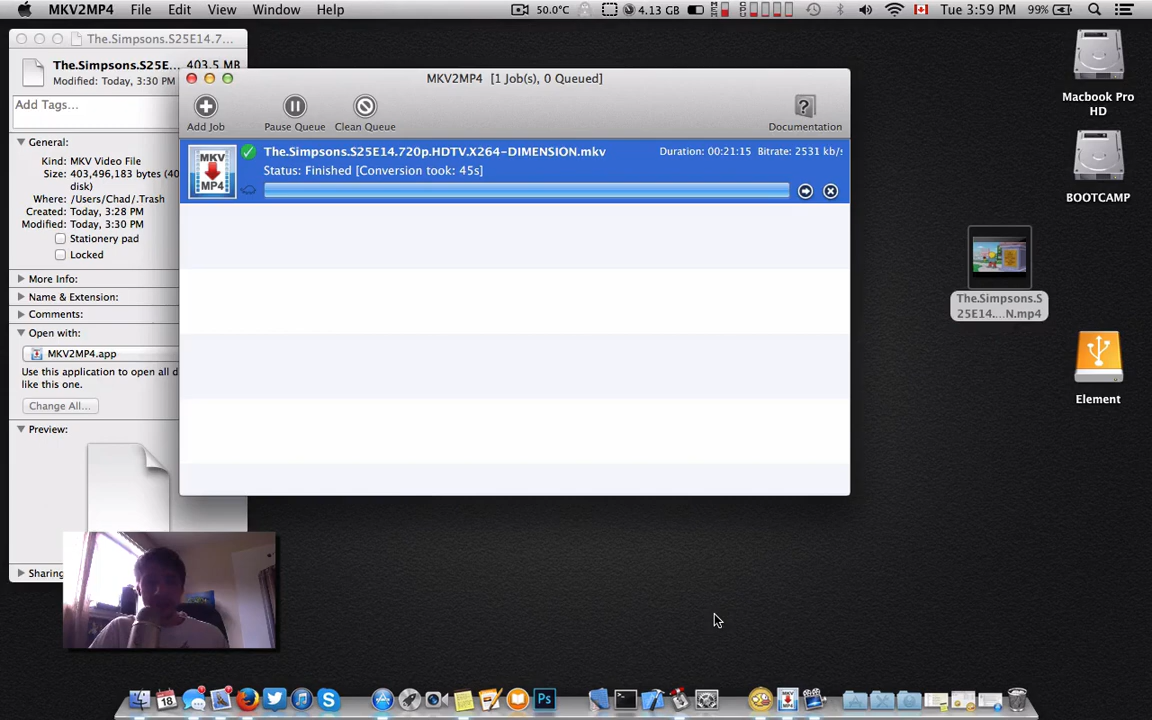 MKV2MP4 File Edit View Window Help 50.0°C 4.13 GB Tue 3:59 PM 99%
The.Simpsons.S25E14.7...
The.Simpsons.S25E... 403.5 MB
Modified: Today, 3:30 PM
Add Tags...
General:
Kind: MKV Video File
Size: 403,496,183 bytes (40
disk)
Where: /Users/Chad/.Trash
Created: Today, 3:28 PM
Modified: Today, 3:30 PM
Stationery pad
Locked
More Info:
Name & Extension:
Comments:
Open with:
MKV2MP4.app
Use this application to open all d
like this one.
Change All...
Preview:
Sharing
MKV2MP4 [1 Job(s), 0 Queued]
Add Job Pause Queue Clean Queue Documentation
MKV
MP4
The.Simpsons.S25E14.720p.HDTV.X264-DIMENSION.mkv Duration: 00:21:15 Bitrate: 2531 kb/s
Status: Finished [Conversion took: 45s]
Macbook Pro
HD
BOOTCAMP
The.Simpsons.S
25E14....N.mp4
Element
18
Ps
MKV
MP4